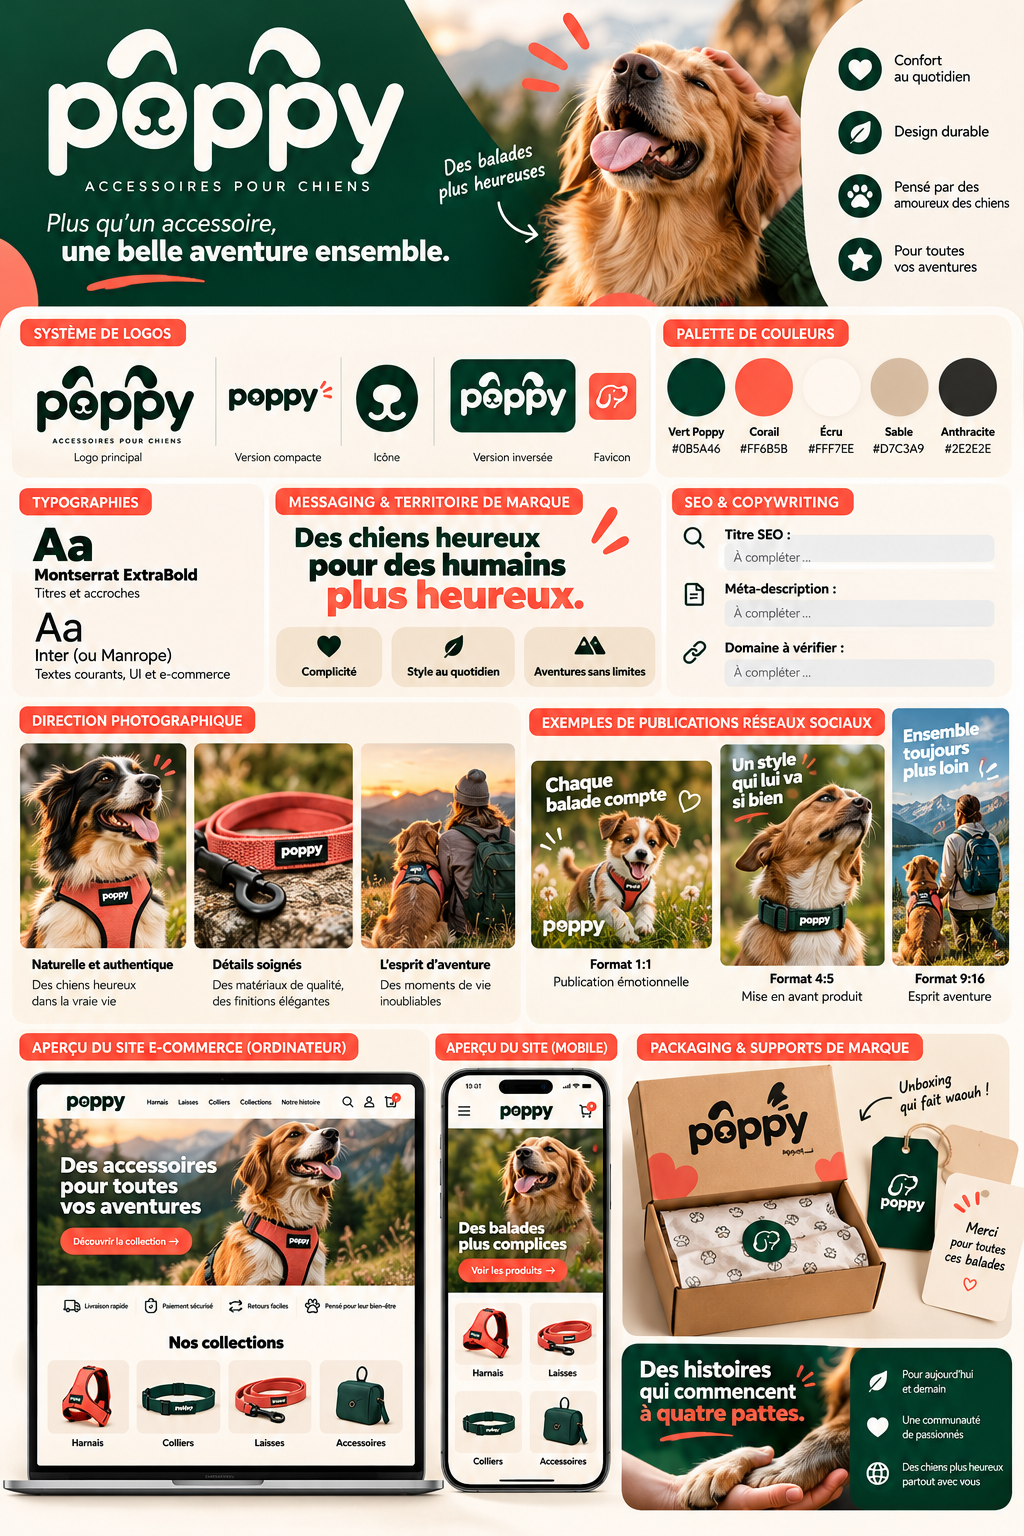 poppy
ACCESSOIRES POUR CHIENS
Plus qu'un accessoire,
une belle aventure ensemble.
Des balades
plus heureuses
Confort
au quotidien
Design durable
Pensé par des
amoureux des chiens
Pour toutes
vos aventures
SYSTÈME DE LOGOS
poppy
ACCESSOIRES POUR CHIENS
Logo principal
poppy
Version compacte
Icône
poppy
Version inversée
Favicon
PALETTE DE COULEURS
Vert Poppy
#0B5A46
Corail
#FF6B5B
Écru
#FFF7EE
Sable
#D7C3A9
Anthracite
#2E2E2E
TYPOGRAPHIES
Aa
Montserrat ExtraBold
Titres et accroches
Aa
Inter (ou Manrope)
Textes courants, UI et e-commerce
MESSAGING & TERRITOIRE DE MARQUE
Des chiens heureux
pour des humains
plus heureux.
Complicité
Style au quotidien
Aventures sans limites
SEO & COPYWRITING
Titre SEO :
À compléter ...
Méta-description :
À compléter ...
Domaine à vérifier :
À compléter ...
DIRECTION PHOTOGRAPHIQUE
poppy
Naturelle et authentique
Des chiens heureux
dans la vraie vie
poppy
Détails soignés
Des matériaux de qualité,
des finitions élégantes
L'esprit d'aventure
Des moments de vie
inoubliables
EXEMPLES DE PUBLICATIONS RÉSEAUX SOCIAUX
Chaque
balade compte
poppy
Format 1:1
Publication émotionnelle
Un style
qui lui va
si bien
poppy
Format 4:5
Mise en avant produit
Ensemble
toujours
plus loin
Format 9:16
Esprit aventure
APERÇU DU SITE E-COMMERCE (ORDINATEUR)
poppy
Harnais
Laisses
Colliers
Collections
Notre histoire
Des accessoires
pour toutes
vos aventures
Découvrir la collection →
poppy
Livraison rapide
Paiement sécurisé
Retours faciles
Pensé pour leur bien-être
Nos collections
Harnais
Colliers
Laisses
Accessoires
APERÇU DU SITE (MOBILE)
poppy
Des balades
plus complices
Voir les produits →
Harnais
Laisses
Colliers
Accessoires
PACKAGING & SUPPORTS DE MARQUE
poppy
Unboxing
qui fait waouh !
poppy
Merci
pour toutes
ces balades
Des histoires
qui commencent
à quatre pattes.
Pour aujourd'hui
et demain
Une communauté
de passionnés
Des chiens plus heureux
partout avec vous